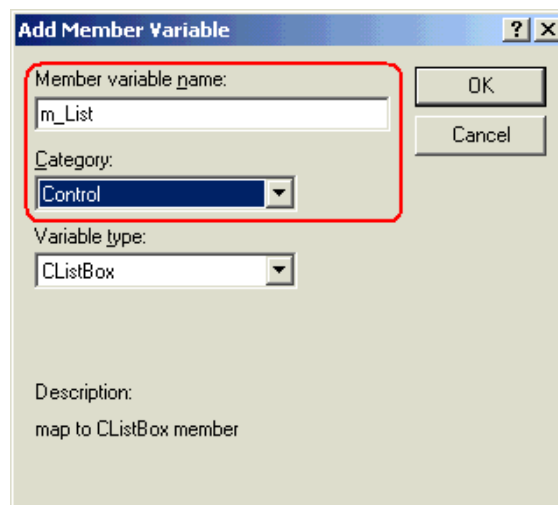 Add Member Variable
Member variable name:
m_List
OK
Cancel
Category:
Control
Variable type:
CListBox
Description:
map to CListBox member